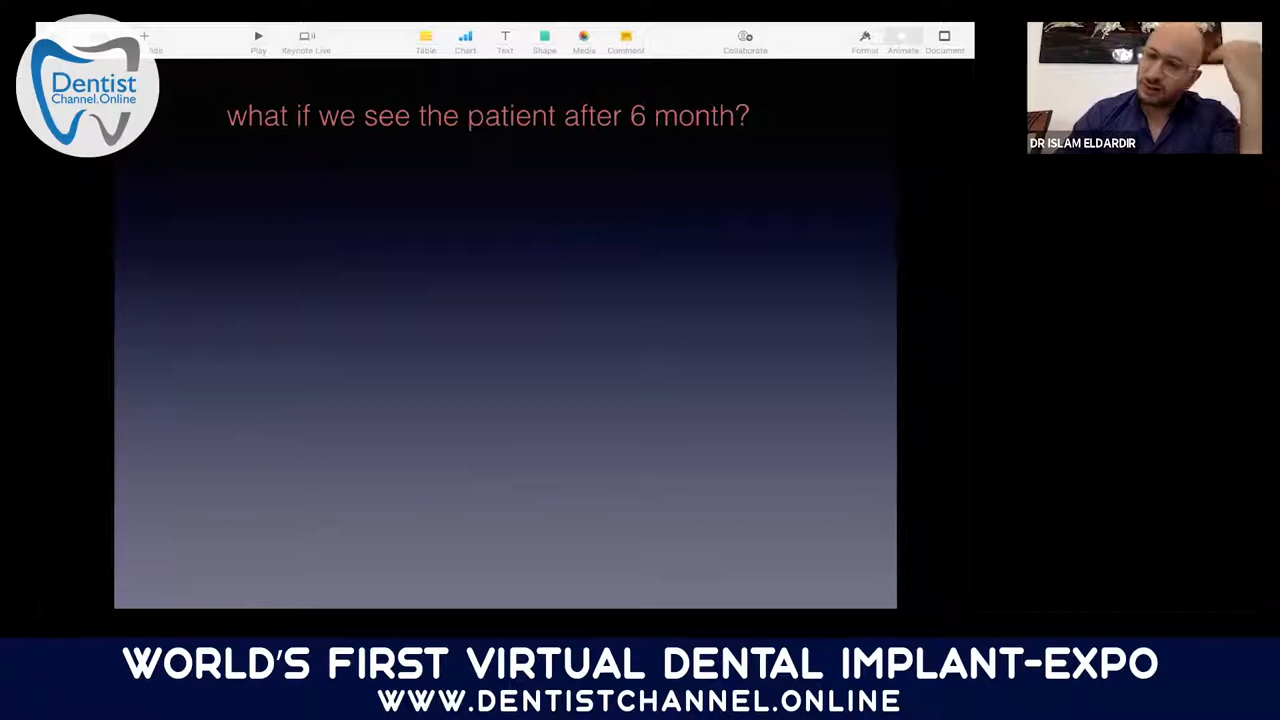 Dentist
Channel.Online
Play
Keynote Live
Table
Chart
Text
Shape
Media
Comment
Collaborate
Format
Animate
Document
what if we see the patient after 6 month?
DR ISLAM ELDARDIR
WORLD'S FIRST VIRTUAL DENTAL IMPLANT-EXPO
WWW.DENTISTCHANNEL.ONLINE